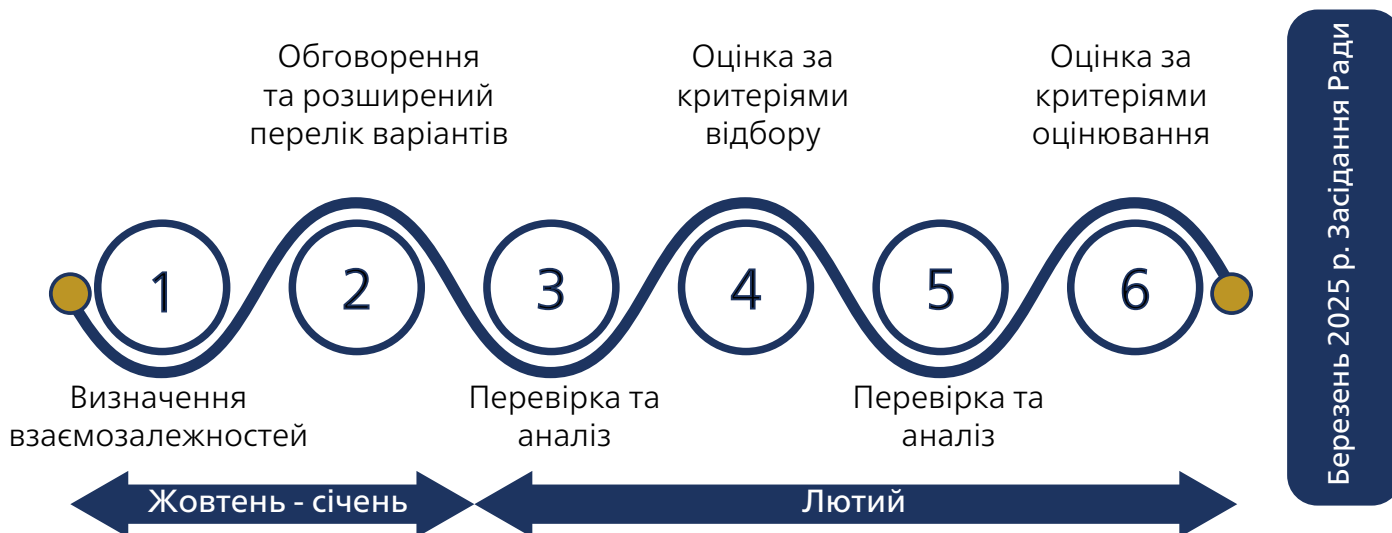 Обговорення
та розширений
перелік варіантів
Оцінка за
критеріями
відбору
Оцінка за
критеріями
оцінювання
1
2
3
4
5
6
Визначення
взаємозалежностей
Перевірка та
аналіз
Перевірка та
аналіз
Жовтень - січень
Лютий
Березень 2025 р. Засідання Ради